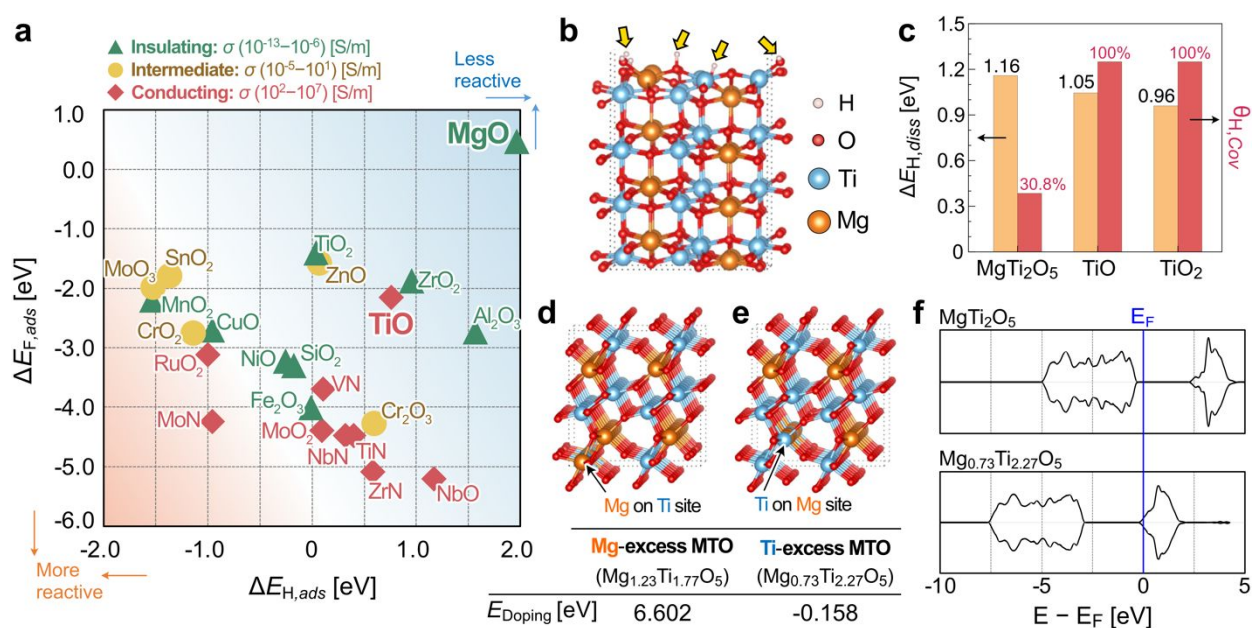 a
▲ Insulating: σ (10⁻¹³–10⁻⁶) [S/m]
● Intermediate: σ (10⁻⁵–10¹) [S/m]
◆ Conducting: σ (10²–10⁷) [S/m]
Less
reactive
1.0
0.0
-1.0
-2.0
-3.0
-4.0
-5.0
-6.0
ΔE_F,ads [eV]
MgO
TiO₂
ZnO
SnO₂
MoO₃
MnO₂
ZrO₂
TiO
Al₂O₃
CrO₂
CuO
RuO₂
NiO
SiO₂
VN
Fe₂O₃
MoN
MoO₂
Cr₂O₃
NbN
TiN
ZrN
NbO
-2.0
-1.0
0
1.0
2.0
ΔE_H,ads [eV]
More
reactive
b
H
O
Ti
Mg
c
ΔE_H,diss [eV]
1.5
1.2
0.9
0.6
0.3
0
1.16
30.8%
1.05
100%
0.96
100%
θ_H,Cov
MgTi₂O₅
TiO
TiO₂
d
Mg on Ti site
e
Ti on Mg site
Mg-excess MTO
Ti-excess MTO
(Mg₁.₂₃Ti₁.₇₇O₅)
(Mg₀.₇₃Ti₂.₂₇O₅)
E_Doping [eV]
6.602
-0.158
f
MgTi₂O₅
E_F
Mg₀.₇₃Ti₂.₂₇O₅
-10
-5
0
5
E − E_F [eV]